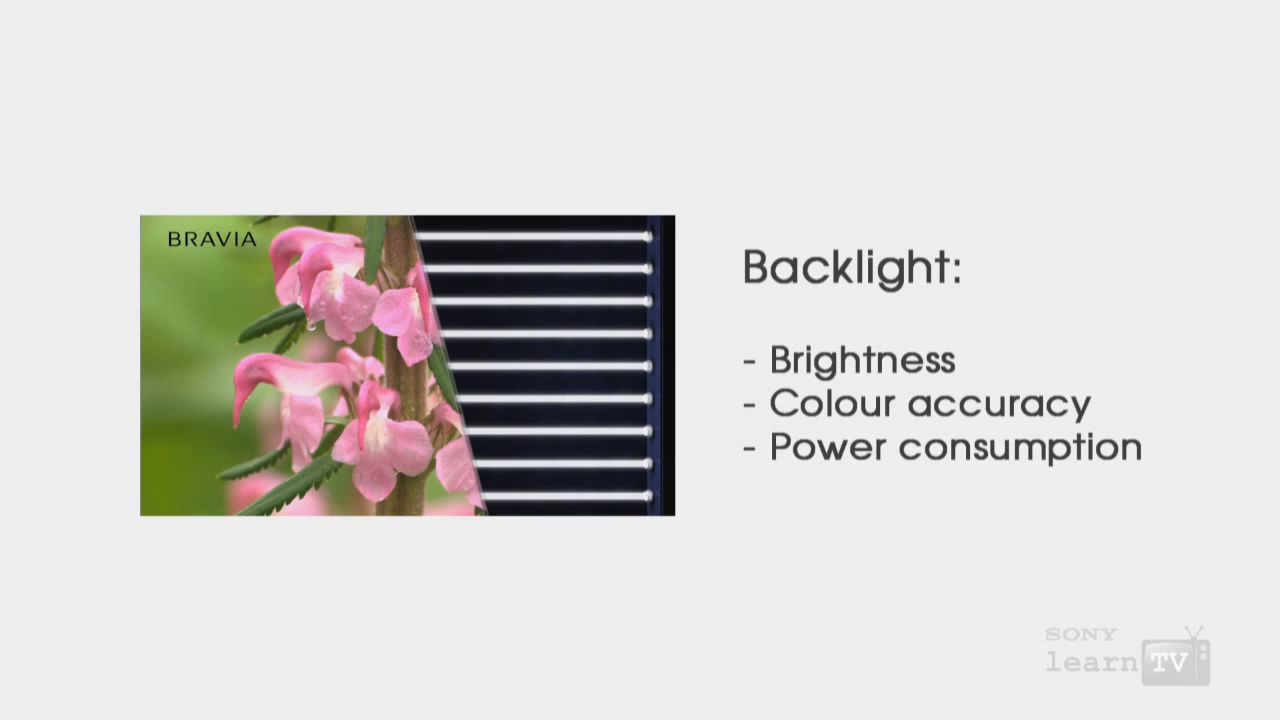 BRAVIA
Backlight:
- Brightness
- Colour accuracy
- Power consumption
SONY
learn TV